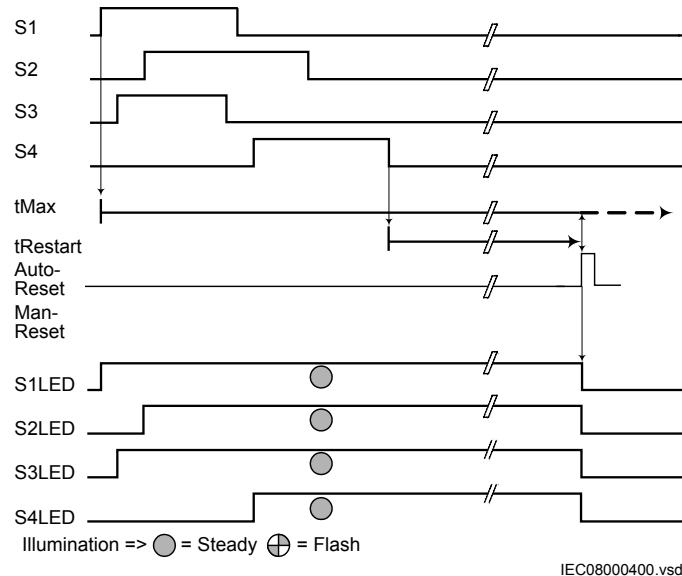 S1
S2
S3
S4
tMax
tRestart
Auto-
Reset
Man-
Reset
S1LED
S2LED
S3LED
S4LED
Illumination => = Steady = Flash
IEC08000400.vsd